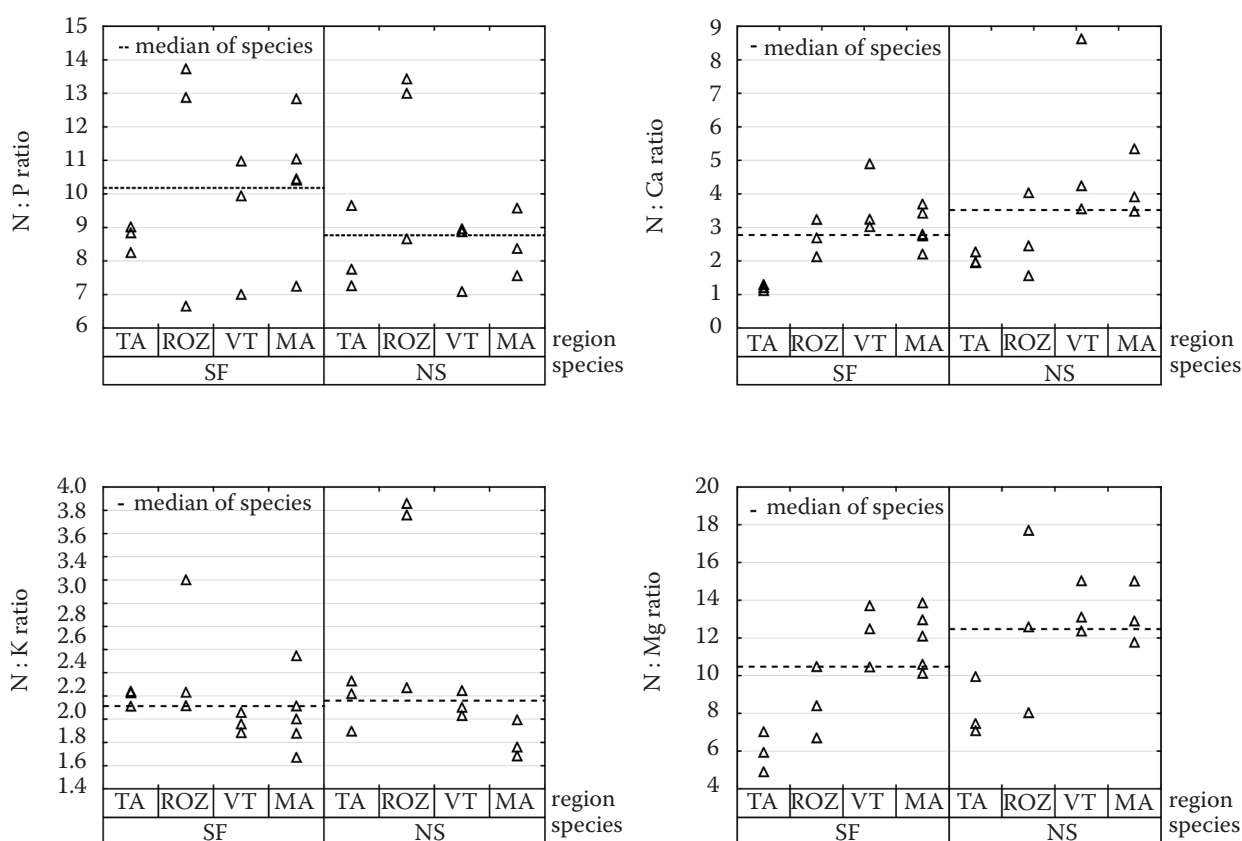 15
14
13
12
11
10
9
8
7
6
N : P ratio
median of species
TA ROZ VT MA TA ROZ VT MA region
SF NS species
9
8
7
6
5
4
3
2
1
0
N : Ca ratio
median of species
TA ROZ VT MA TA ROZ VT MA region
SF NS species
4.0
3.8
3.6
3.4
3.0
2.8
2.6
2.4
2.2
2.0
1.8
1.6
1.4
N : K ratio
median of species
TA ROZ VT MA TA ROZ VT MA region
SF NS species
20
18
16
14
12
10
8
6
4
N : Mg ratio
median of species
TA ROZ VT MA TA ROZ VT MA region
SF NS species